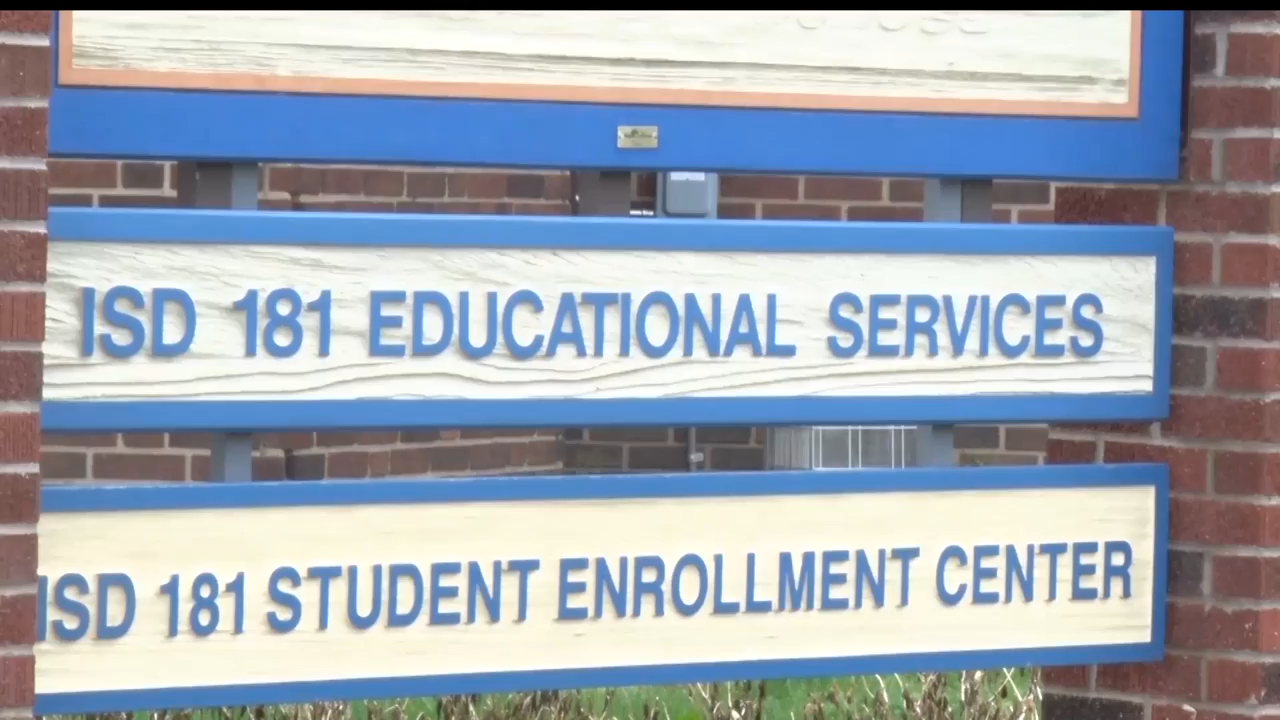 ISD 181 EDUCATIONAL SERVICES
ISD 181 STUDENT ENROLLMENT CENTER